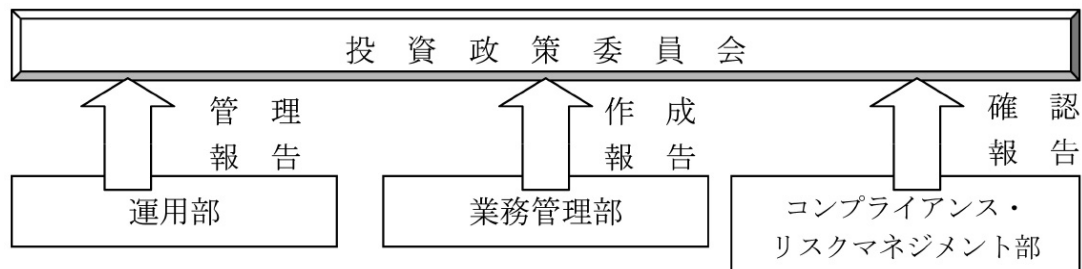 投資政策委員会
管理
報告
作成
報告
確認
報告
運用部
業務管理部
コンプライアンス・
リスクマネジメント部